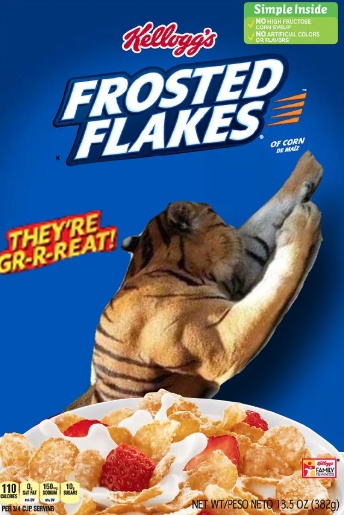 Simple Inside
NO HIGH FRUCTOSE
CORN SYRUP
NO ARTIFICIAL COLORS
OR FLAVORS
Kellogg's
FROSTED
FLAKES
OF CORN
DE MAÍZ
THEY'RE
GR-R-REAT!
Kellogg's
FAMILY
110
CALORIES
0g
SAT FAT
150mg
SODIUM
10g
SUGARS
PER 3/4 CUP SERVING
NET WT/PESO NETO 13.5 OZ (382g)